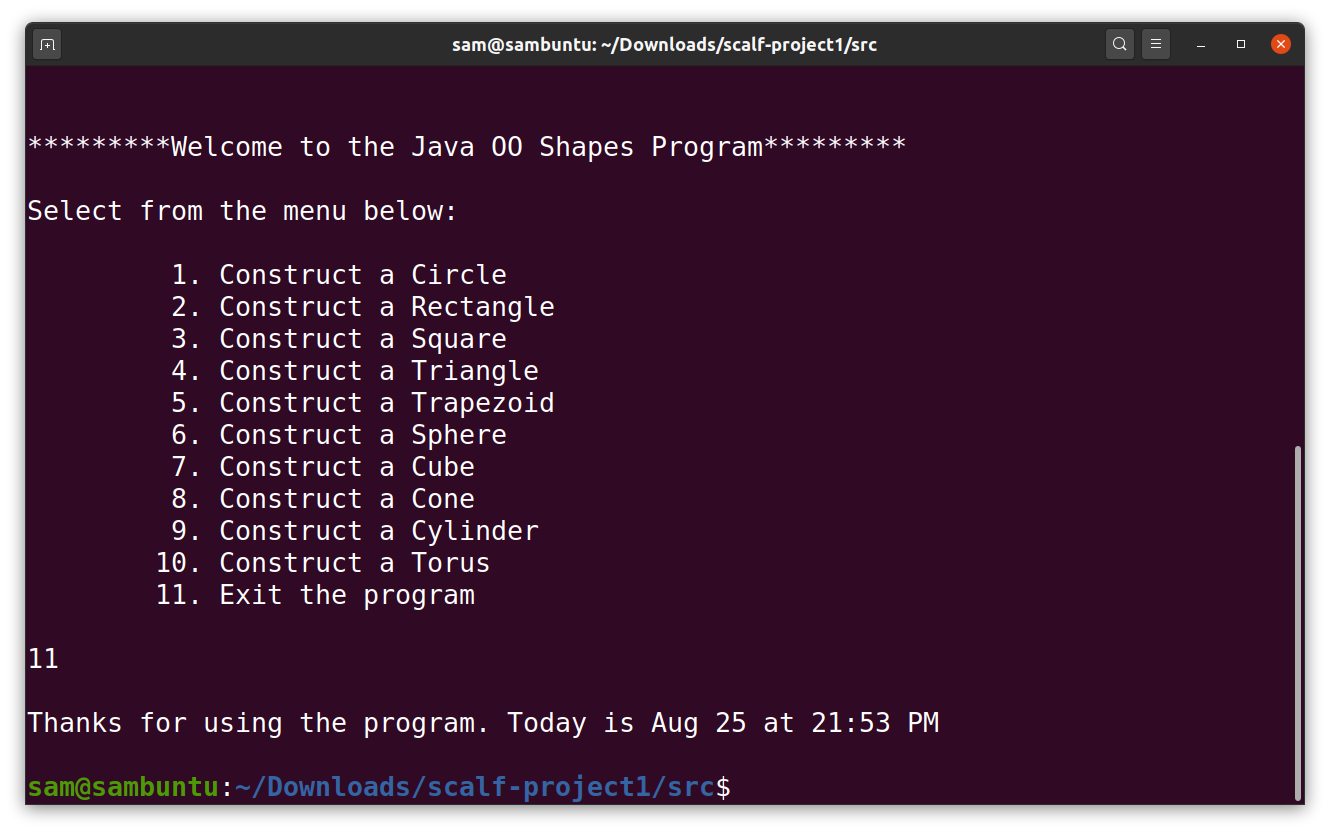 sam@sambuntu: ~/Downloads/scalf-project1/src
*********Welcome to the Java OO Shapes Program*********
Select from the menu below:
1. Construct a Circle
2. Construct a Rectangle
3. Construct a Square
4. Construct a Triangle
5. Construct a Trapezoid
6. Construct a Sphere
7. Construct a Cube
8. Construct a Cone
9. Construct a Cylinder
10. Construct a Torus
11. Exit the program
11
Thanks for using the program. Today is Aug 25 at 21:53 PM
sam@sambuntu:~/Downloads/scalf-project1/src$